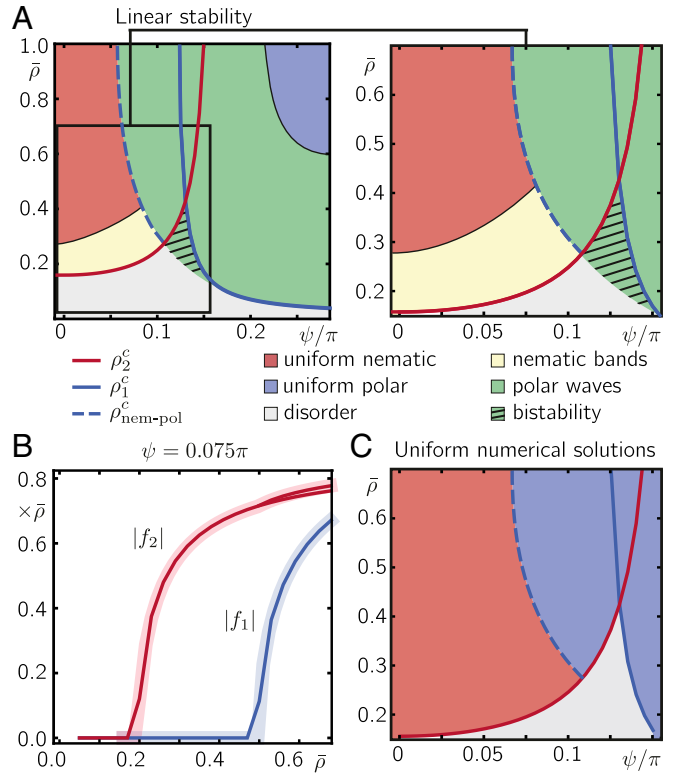 A
Linear stability
ρ̄
1.0
0.8
0.6
0.4
0.2
0
0.1
0.2
ψ/π
ρ̄
0.6
0.5
0.4
0.3
0.2
0
0.05
0.1
ψ/π
ρ₂ᶜ
uniform nematic
nematic bands
ρ₁ᶜ
uniform polar
polar waves
ρᶜnem-pol
disorder
bistability
B
ψ = 0.075π
0.8
×ρ̄
0.6
0.4
0.2
0.0
|f₂|
|f₁|
0.0
0.2
0.4
0.6
ρ̄
C
Uniform numerical solutions
ρ̄
0.6
0.5
0.4
0.3
0.2
0
0.05
0.1
ψ/π